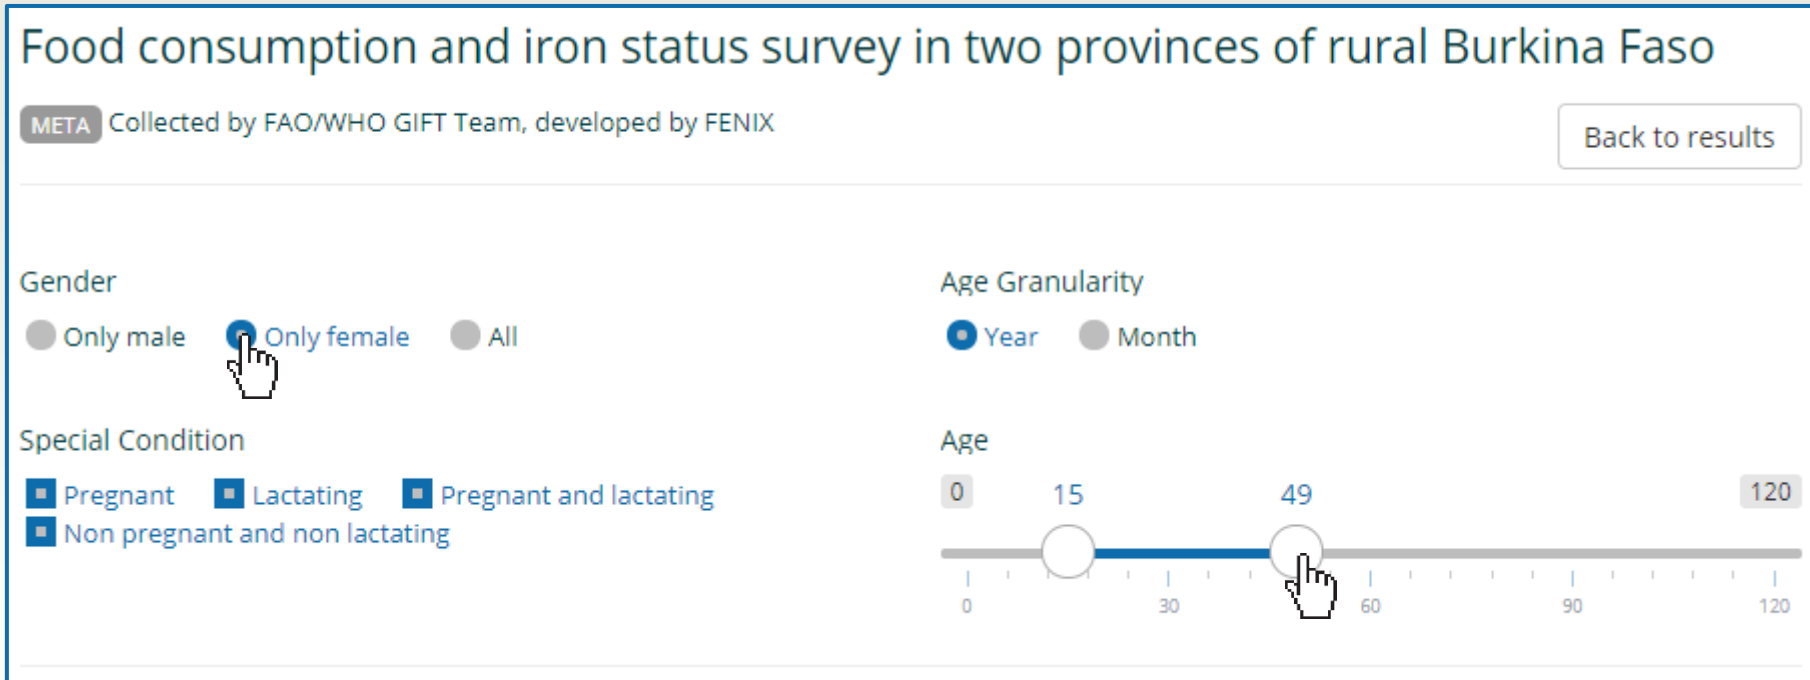 Food consumption and iron status survey in two provinces of rural Burkina Faso
META Collected by FAO/WHO GIFT Team, developed by FENIX
Back to results
Gender
Only male Only female All
Age Granularity
Year Month
Special Condition
Pregnant Lactating Pregnant and lactating
Non pregnant and non lactating
Age
0 15 49 120
0 30 60 90 120